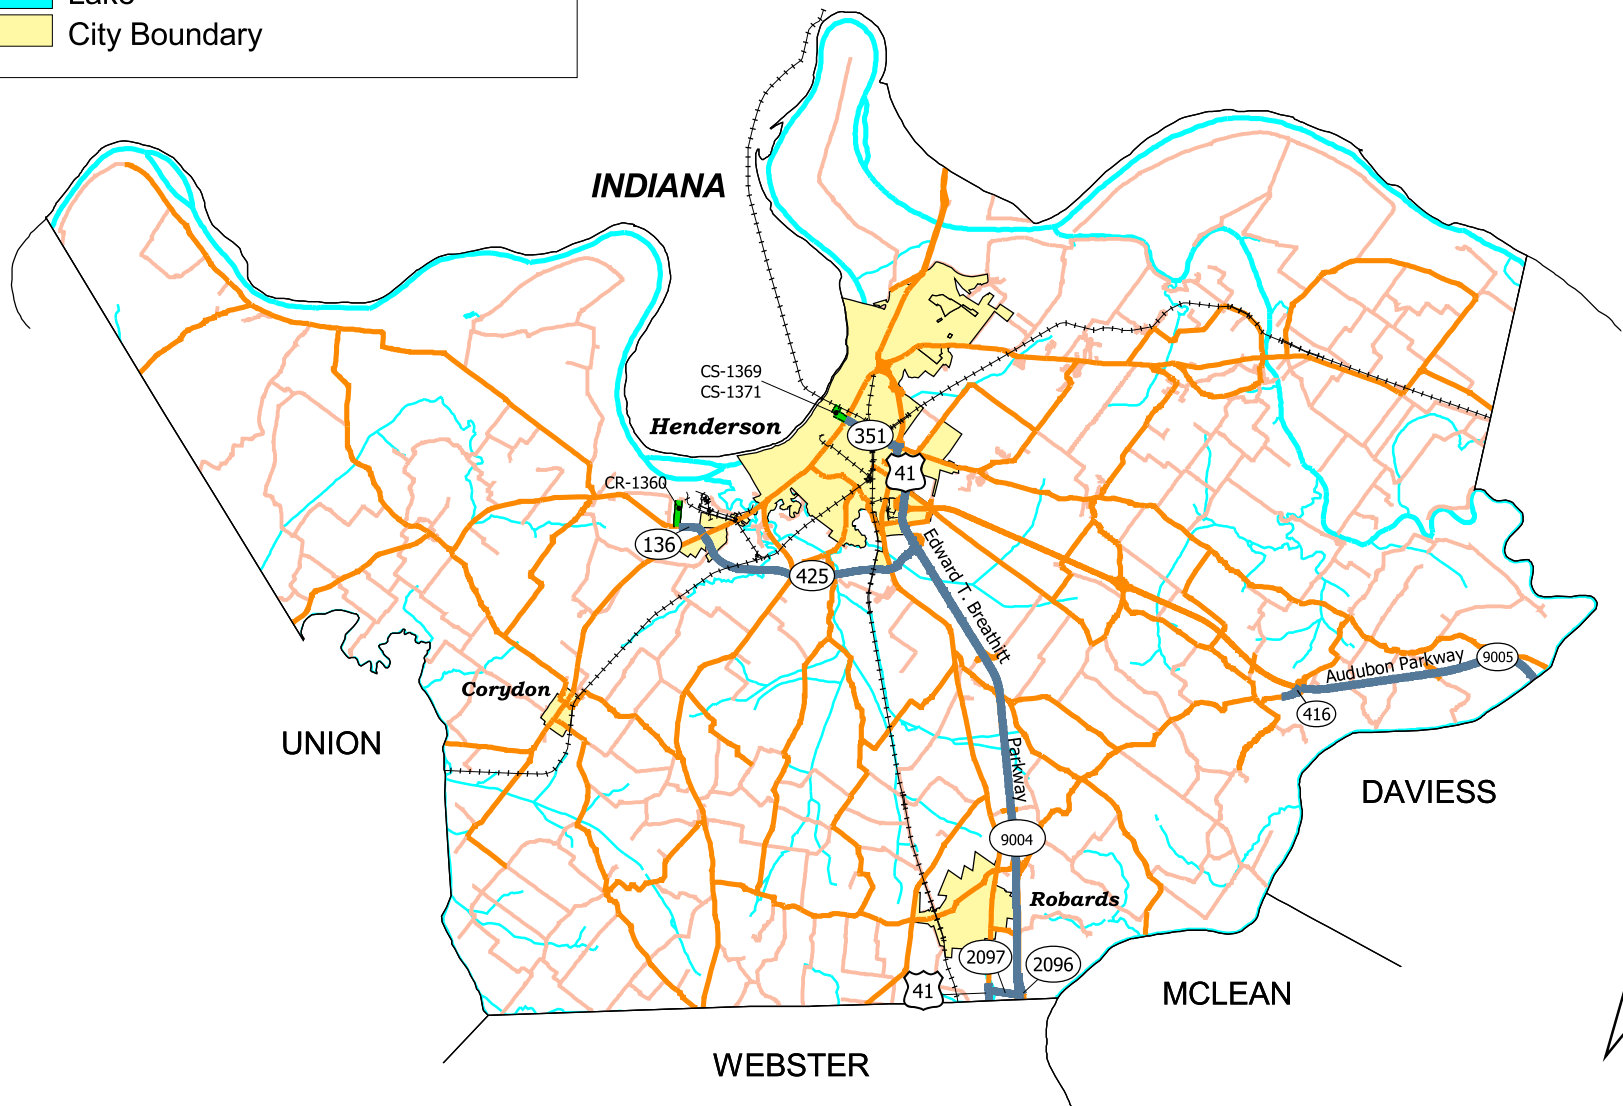 Lake
City Boundary
INDIANA
CS-1369
CS-1371
Henderson
351
41
CR-1360
136
425
Edward T. Breathitt
Parkway
Corydon
Audubon Parkway
9005
416
UNION
DAVIESS
9004
Robards
2097
2096
41
MCLEAN
WEBSTER